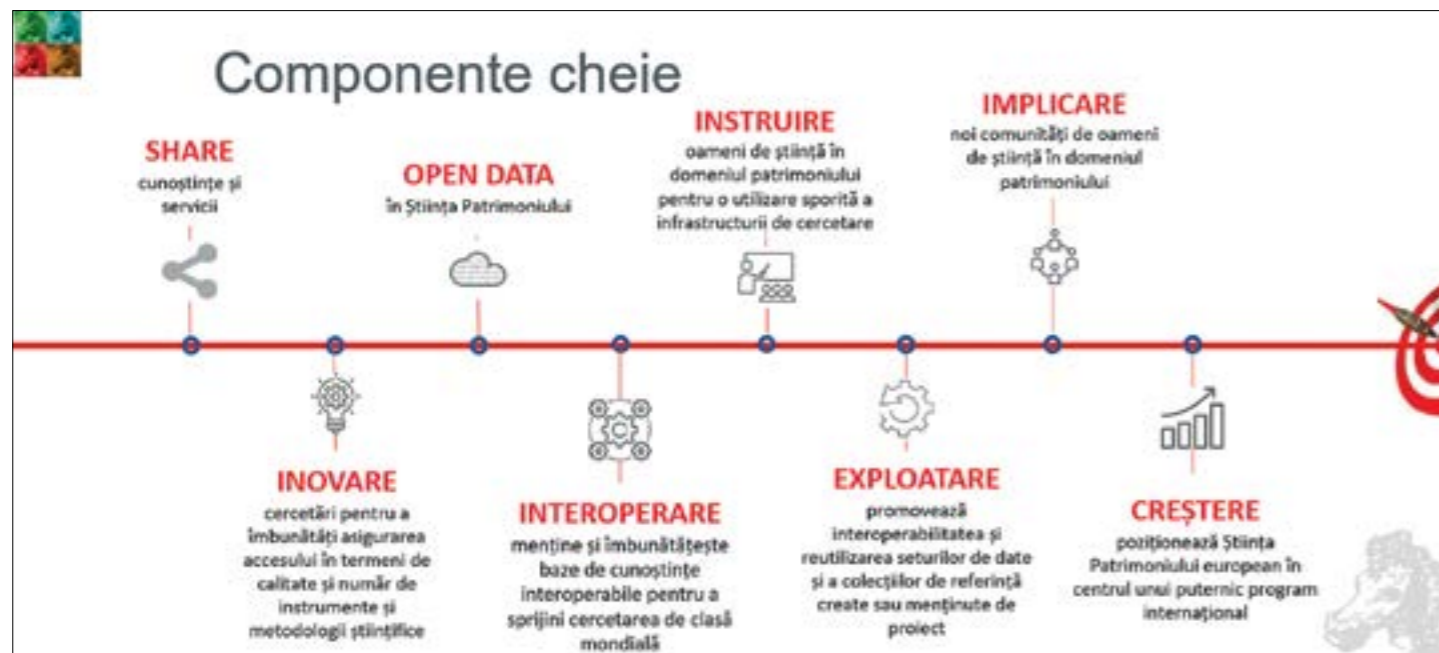 Componente cheie
SHARE
cunoștințe și
servicii
INOVARE
cercetări pentru a
îmbunătăți asigurarea
accesului în termeni de
calitate și număr de
instrumente și
metodologii științifice
OPEN DATA
în Știința Patrimoniului
INTEROPERARE
menține și îmbunătățește
baze de cunoștințe
interoperabile pentru a
sprijini cercetarea de clasă
mondială
INSTRUIRE
oameni de știință în
domeniul patrimoniului
pentru o utilizare sporită a
infrastructurii de cercetare
EXPLOATARE
promovează
interoperabilitatea și
reutilizarea seturilor de date
și a colecțiilor de referință
create sau menținute de
proiect
IMPLICARE
noi comunități de oameni
de știință în domeniul
patrimoniului
CREȘTERE
poziționează Știința
Patrimoniului european în
centrul unui puternic program
internațional